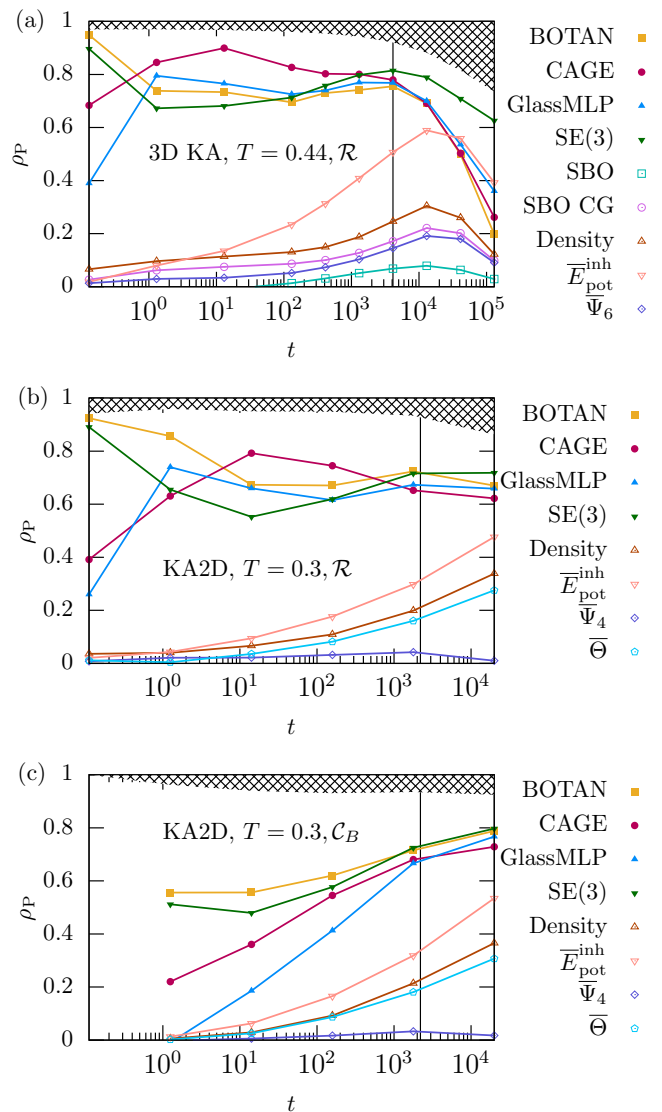 (a)
1
0.8
0.6
0.4
0.2
0
ρP
3D KA, T = 0.44, R
10^0
10^1
10^2
10^3
10^4
10^5
t
BOTAN
CAGE
GlassMLP
SE(3)
SBO
SBO CG
Density
E̅^inh_pot
Ψ̅6
(b)
1
0.8
0.6
0.4
0.2
0
ρP
KA2D, T = 0.3, R
10^0
10^1
10^2
10^3
10^4
t
BOTAN
CAGE
GlassMLP
SE(3)
Density
E̅^inh_pot
Ψ̅4
Θ̅
(c)
1
0.8
0.6
0.4
0.2
0
ρP
KA2D, T = 0.3, C_B
10^0
10^1
10^2
10^3
10^4
t
BOTAN
CAGE
GlassMLP
SE(3)
Density
E̅^inh_pot
Ψ̅4
Θ̅